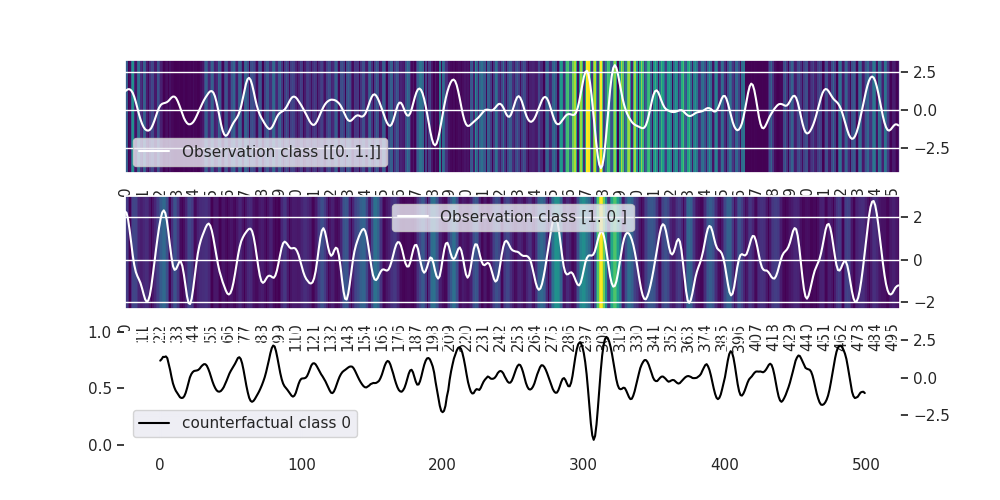 2.5
0.0
−2.5
Observation class [[0. 1.]]
2
0
−2
Observation class [1. 0.]
0 11 22 33 44 55 66 77 88 99 110 121 132 143 154 165 176 187 198 209 220 231 242 253 264 275 286 297 308 319 330 341 352 363 374 385 396 407 418 429 440 451 462 473 484 495
1.0
0.5
0.0
2.5
0.0
−2.5
counterfactual class 0
0 100 200 300 400 500